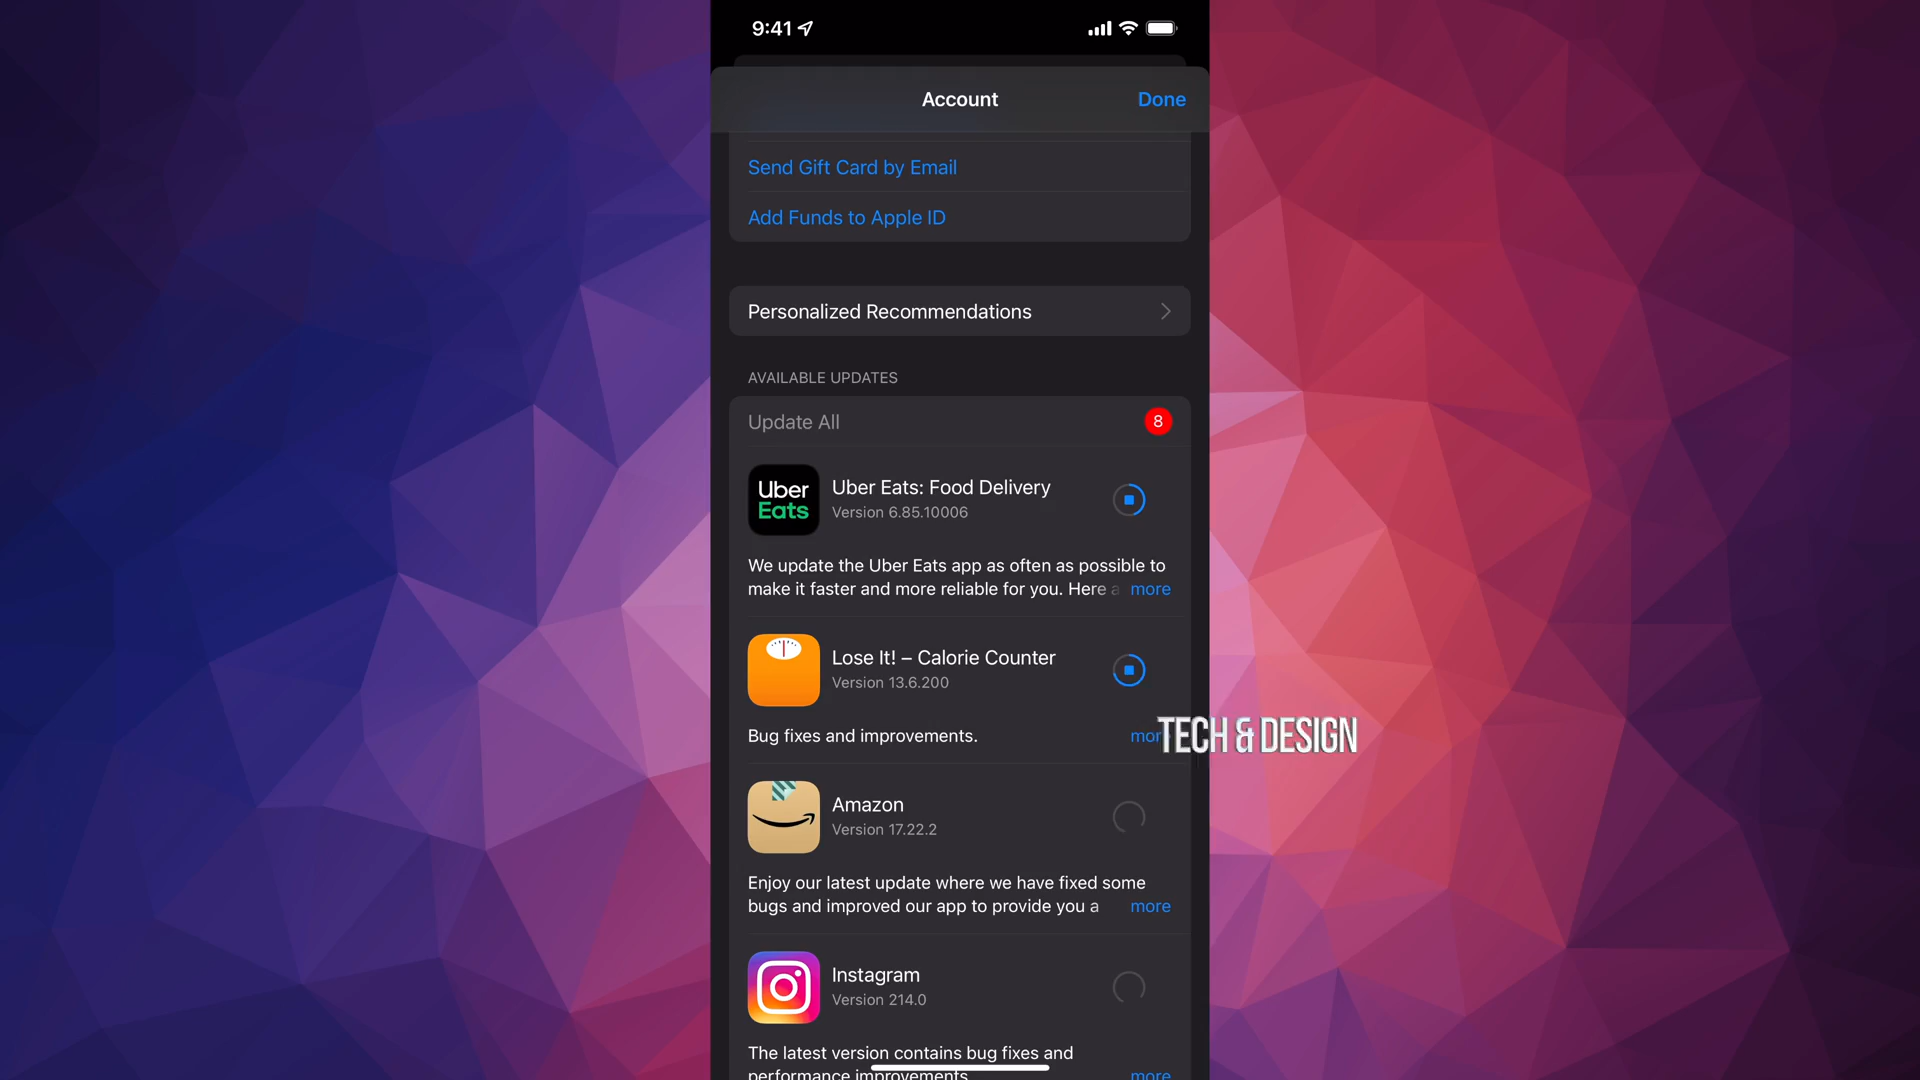 9:41
Account
Done
Send Gift Card by Email
Add Funds to Apple ID
Personalized Recommendations
AVAILABLE UPDATES
Update All
8
Uber
Eats
Uber Eats: Food Delivery
Version 6.85.10006
We update the Uber Eats app as often as possible to
make it faster and more reliable for you. Here a more
Lose It! – Calorie Counter
Version 13.6.200
Bug fixes and improvements. more
TECH & DESIGN
Amazon
Version 17.22.2
Enjoy our latest update where we have fixed some
bugs and improved our app to provide you a more
Instagram
Version 214.0
The latest version contains bug fixes and
performance improvements. more